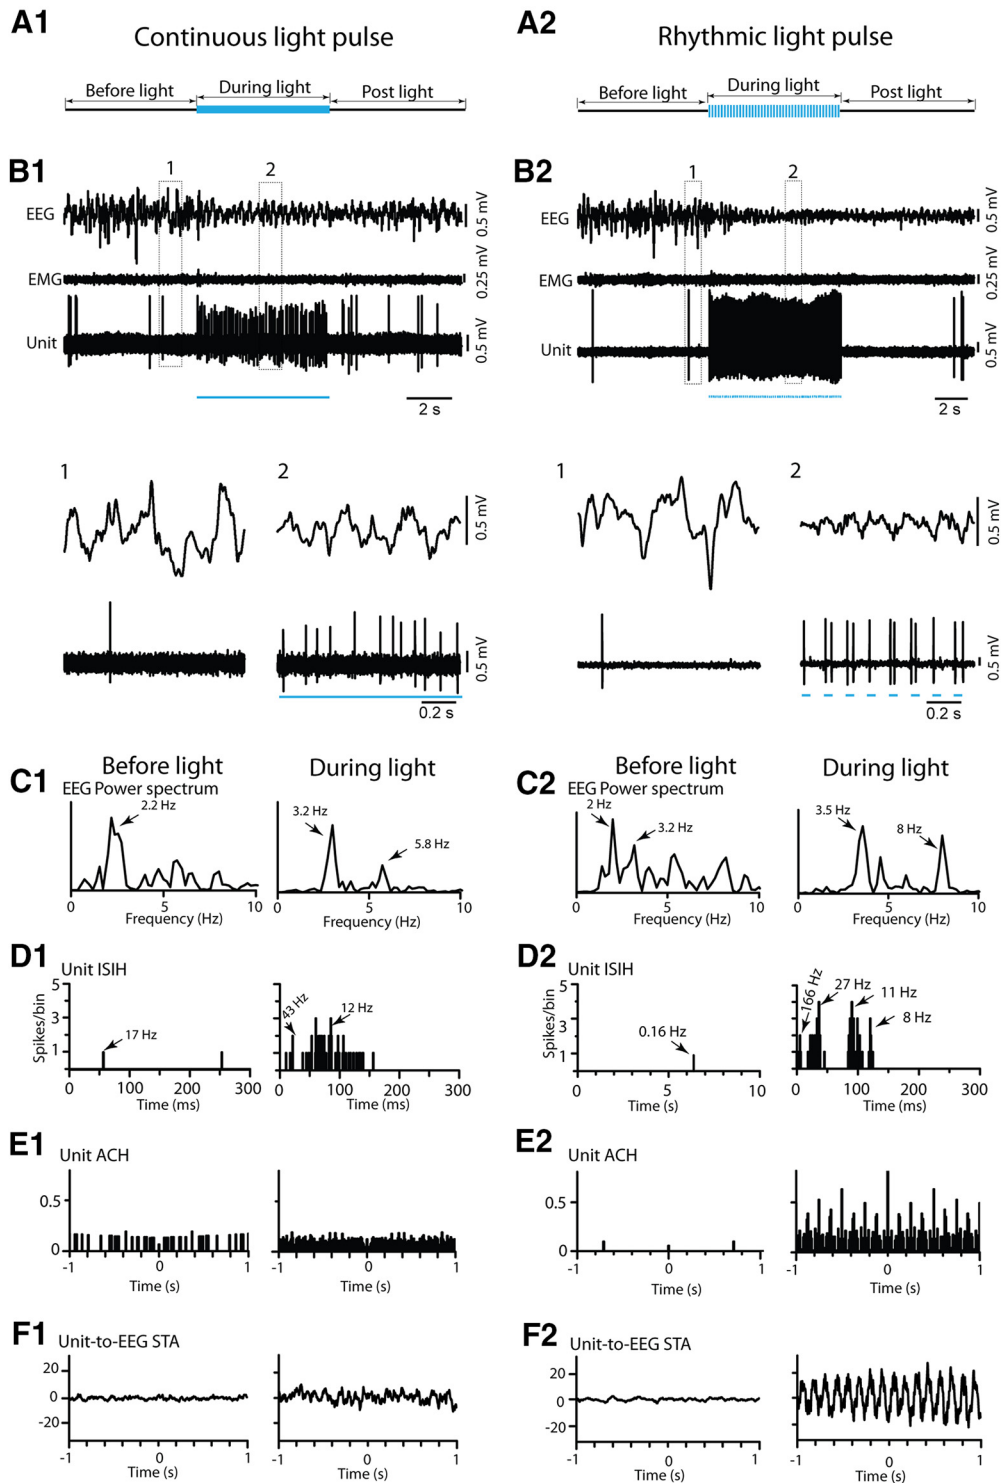 A1
Continuous light pulse
A2
Rhythmic light pulse
Before light
During light
Post light
Before light
During light
Post light
B1
1
2
EEG
0.5 mV
EMG
0.25 mV
Unit
0.5 mV
2 s
B2
1
2
EEG
0.5 mV
EMG
0.25 mV
Unit
0.5 mV
2 s
1
2
0.5 mV
0.5 mV
0.2 s
1
2
0.5 mV
0.5 mV
0.2 s
C1
Before light
During light
EEG Power spectrum
2.2 Hz
3.2 Hz
5.8 Hz
0 5 10
Frequency (Hz)
0 5 10
Frequency (Hz)
C2
Before light
During light
EEG Power spectrum
2 Hz
3.2 Hz
3.5 Hz
8 Hz
0 5 10
Frequency (Hz)
0 5 10
Frequency (Hz)
D1
Unit ISIH
Spikes/bin
5
3
1
17 Hz
43 Hz
12 Hz
0 100 200 300
Time (ms)
0 100 200 300
Time (ms)
D2
Unit ISIH
Spikes/bin
5
3
1
0.16 Hz
166 Hz
27 Hz
11 Hz
8 Hz
0 5 10
Time (s)
0 100 200 300
Time (ms)
E1
Unit ACH
0.5
0
-1 0 1
Time (s)
-1 0 1
Time (s)
E2
Unit ACH
0.5
0
-1 0 1
Time (s)
-1 0 1
Time (s)
F1
Unit-to-EEG STA
20
0
-20
-1 0 1
Time (s)
-1 0 1
Time (s)
F2
Unit-to-EEG STA
20
0
-20
-1 0 1
Time (s)
-1 0 1
Time (s)